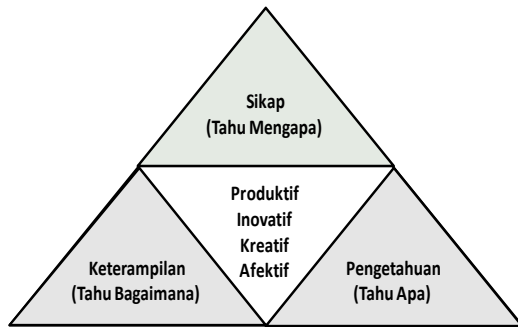 Sikap
(Tahu Mengapa)
Produktif
Inovatif
Kreatif
Afektif
Keterampilan
(Tahu Bagaimana)
Pengetahuan
(Tahu Apa)